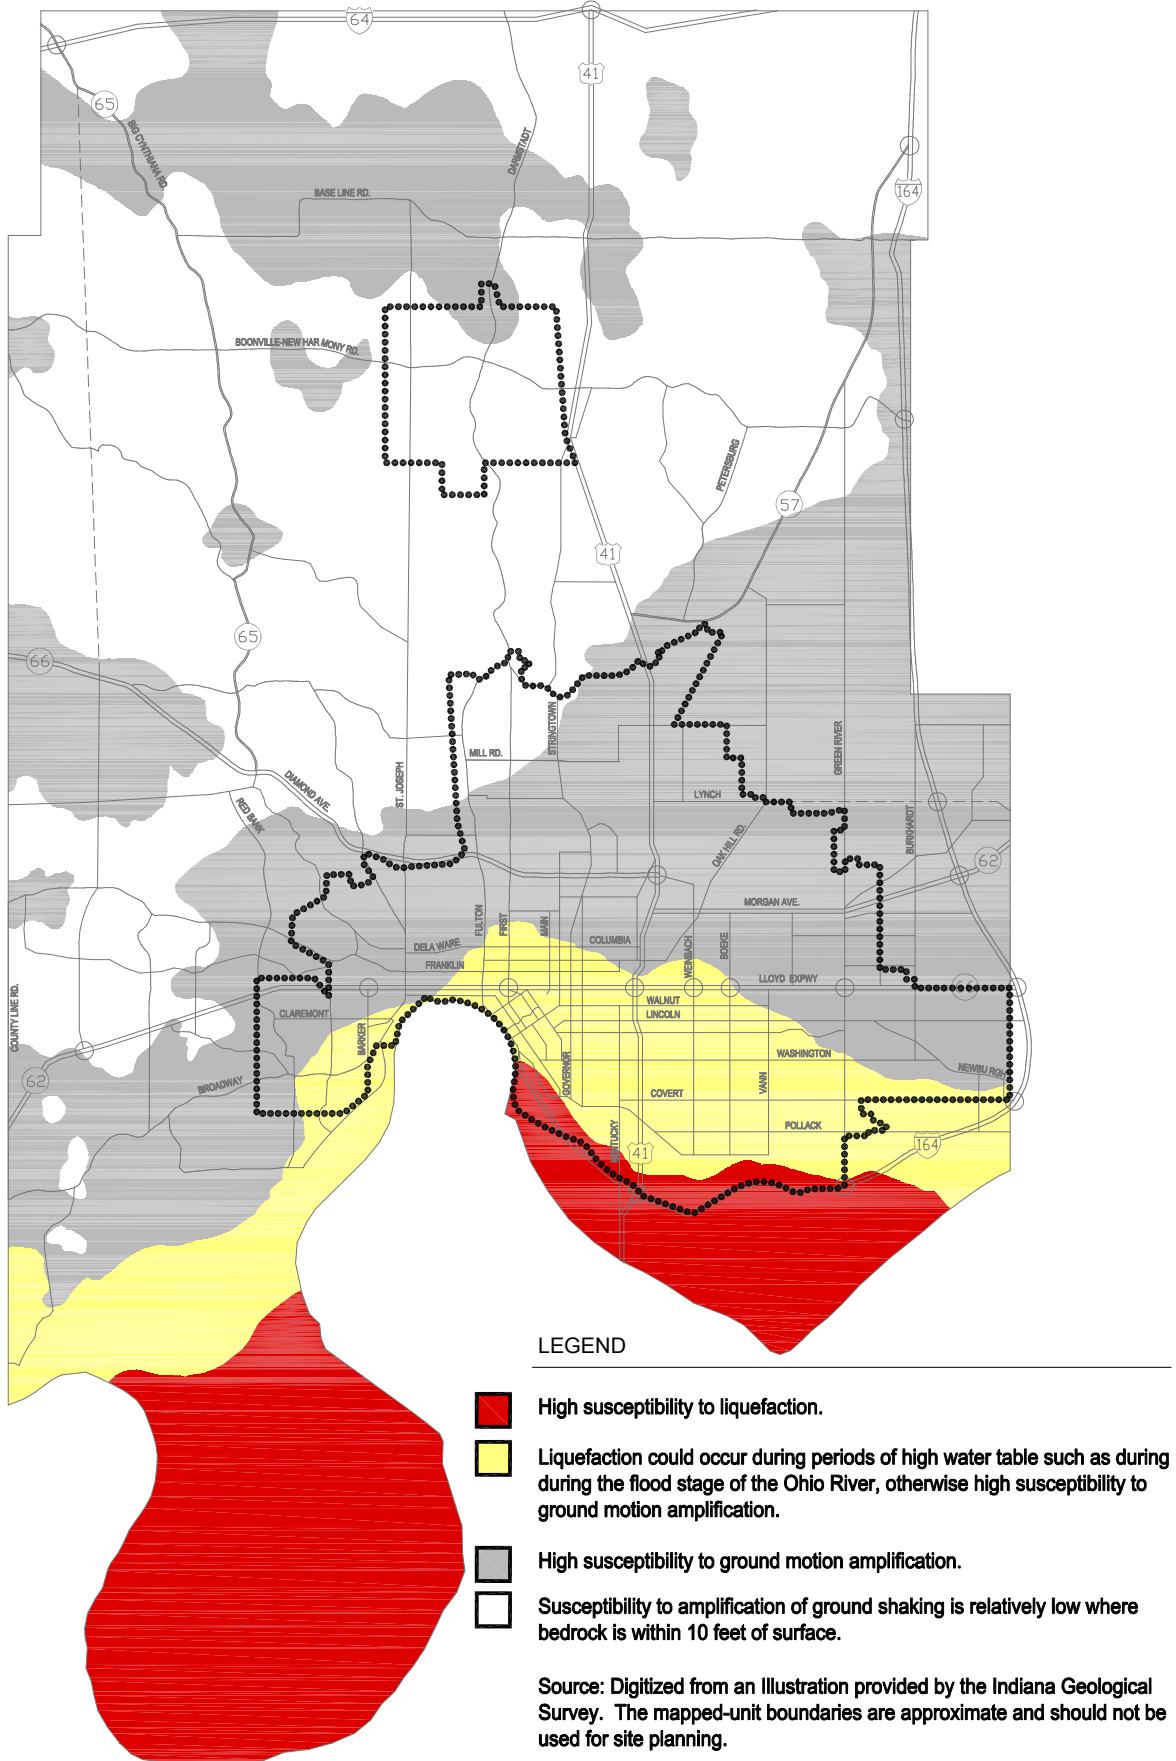 64
41
65
BIG CYNTHIANA RD.
DARMSTADT
164
BASE LINE RD.
BOONVILLE-NEW HAR MONY RD.
PETERSBURG
57
41
65
66
STRINGTOWN
GREEN RIVER
MILL RD.
ST. JOSEPH
DIAMOND AVE.
RED BANK
LYNCH
OAK HILL RD.
BURKHARDT
62
MORGAN AVE.
FULTON
FIRST
MAIN
DELA WARE
COLUMBIA
WEINBACH
BOEKE
FRANKLIN
LLOYD EXPWY
66
WALNUT
LINCOLN
COUNTY LINE RD.
CLAREMONT
BARKER
WASHINGTON
GOVERNOR
NEWBU RGH
62
BROADWAY
VANN
COVERT
POLLACK
KENTUCKY
41
164
LEGEND
High susceptibility to liquefaction.
Liquefaction could occur during periods of high water table such as during
during the flood stage of the Ohio River, otherwise high susceptibility to
ground motion amplification.
High susceptibility to ground motion amplification.
Susceptibility to amplification of ground shaking is relatively low where
bedrock is within 10 feet of surface.
Source: Digitized from an Illustration provided by the Indiana Geological
Survey. The mapped-unit boundaries are approximate and should not be
used for site planning.